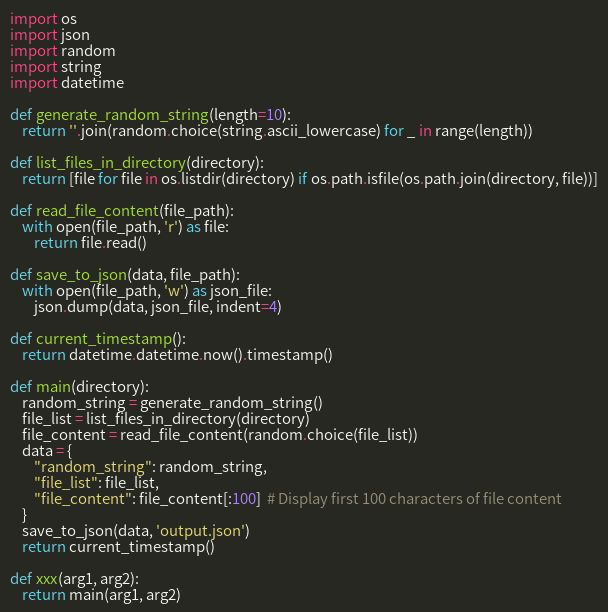 import os
import json
import random
import string
import datetime

def generate_random_string(length=10):
    return ''.join(random.choice(string.ascii_lowercase) for _ in range(length))

def list_files_in_directory(directory):
    return [file for file in os.listdir(directory) if os.path.isfile(os.path.join(directory, file))]

def read_file_content(file_path):
    with open(file_path, 'r') as file:
        return file.read()

def save_to_json(data, file_path):
    with open(file_path, 'w') as json_file:
        json.dump(data, json_file, indent=4)

def current_timestamp():
    return datetime.datetime.now().timestamp()

def main(directory):
    random_string = generate_random_string()
    file_list = list_files_in_directory(directory)
    file_content = read_file_content(random.choice(file_list))
    data = {
        "random_string": random_string,
        "file_list": file_list,
        "file_content": file_content[:100]  # Display first 100 characters of file content
    }
    save_to_json(data, 'output.json')
    return current_timestamp()

def xxx(arg1, arg2):
    return main(arg1, arg2)